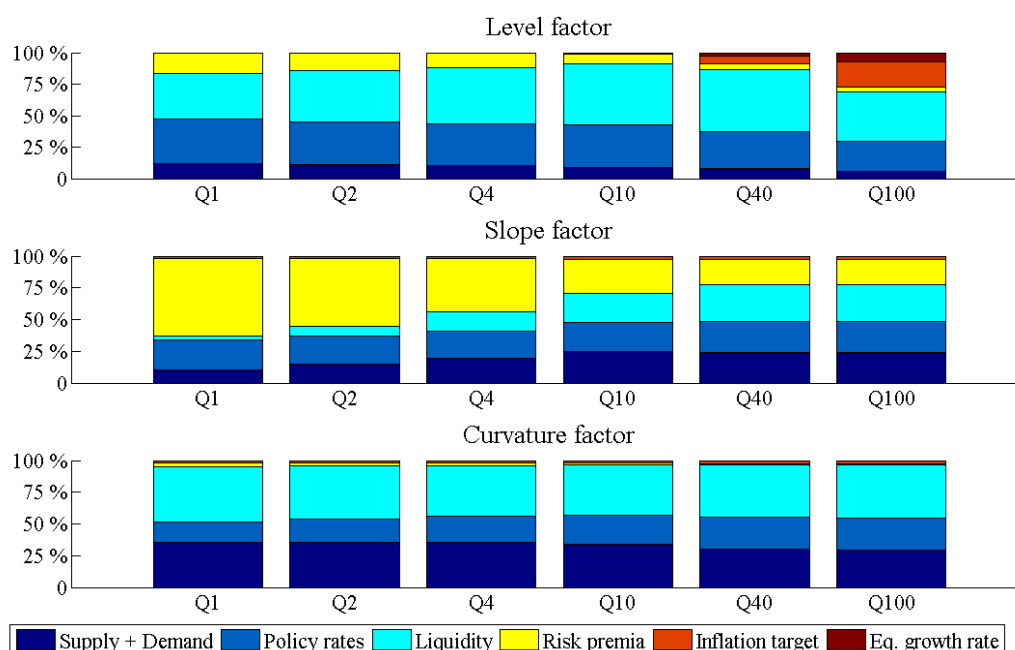 Level factor
100 %
75 %
50 %
25 %
0
Q1 Q2 Q4 Q10 Q40 Q100
Slope factor
100 %
75 %
50 %
25 %
0
Q1 Q2 Q4 Q10 Q40 Q100
Curvature factor
100 %
75 %
50 %
25 %
0
Q1 Q2 Q4 Q10 Q40 Q100
Supply + Demand Policy rates Liquidity Risk premia Inflation target Eq. growth rate